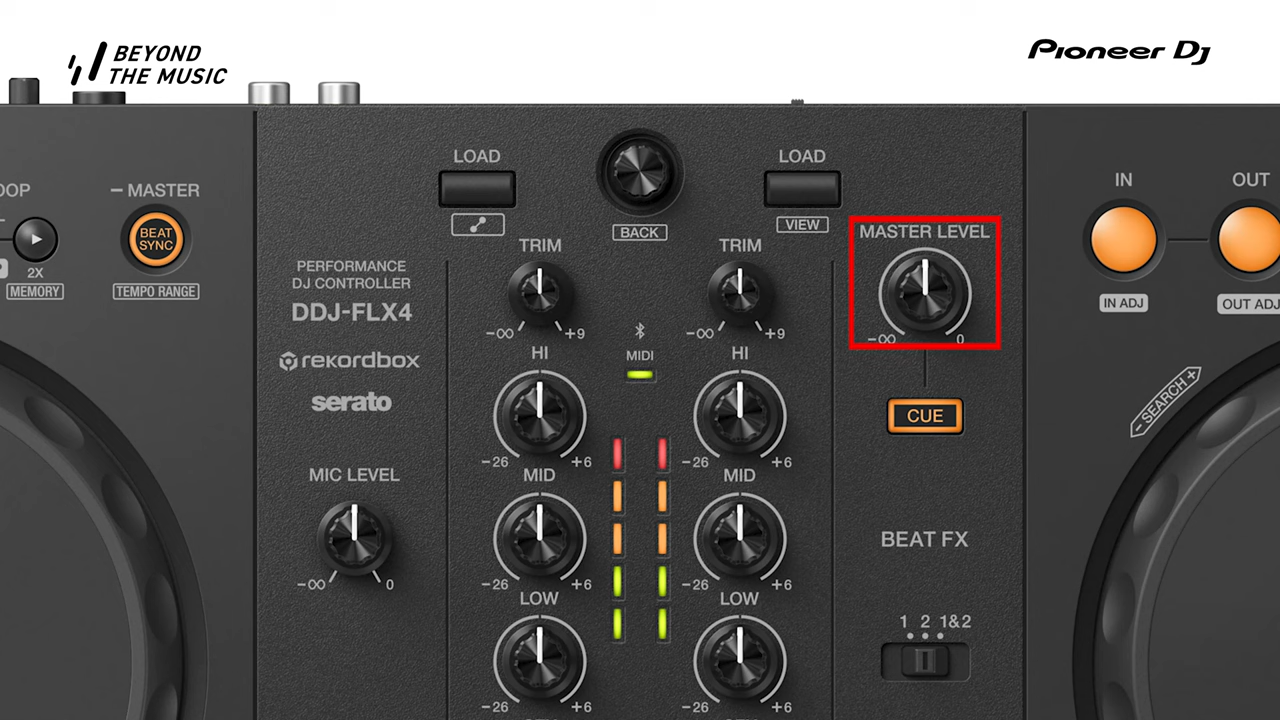 BEYOND
THE MUSIC
Pioneer Dj
LOAD
LOAD
BACK
VIEW
MASTER
BEAT
SYNC
2X
MEMORY
TEMPO RANGE
PERFORMANCE
DJ CONTROLLER
DDJ-FLX4
rekordbox
serato
MIC LEVEL
-∞ 0
TRIM
-∞ +9
HI
-26 +6
MID
-26 +6
LOW
-26 +6
MIDI
TRIM
-∞ +9
HI
-26 +6
MID
-26 +6
LOW
-26 +6
MASTER LEVEL
-∞ 0
CUE
BEAT FX
1 2 1&2
IN
OUT
IN ADJ
OUT ADJ
- SEARCH +